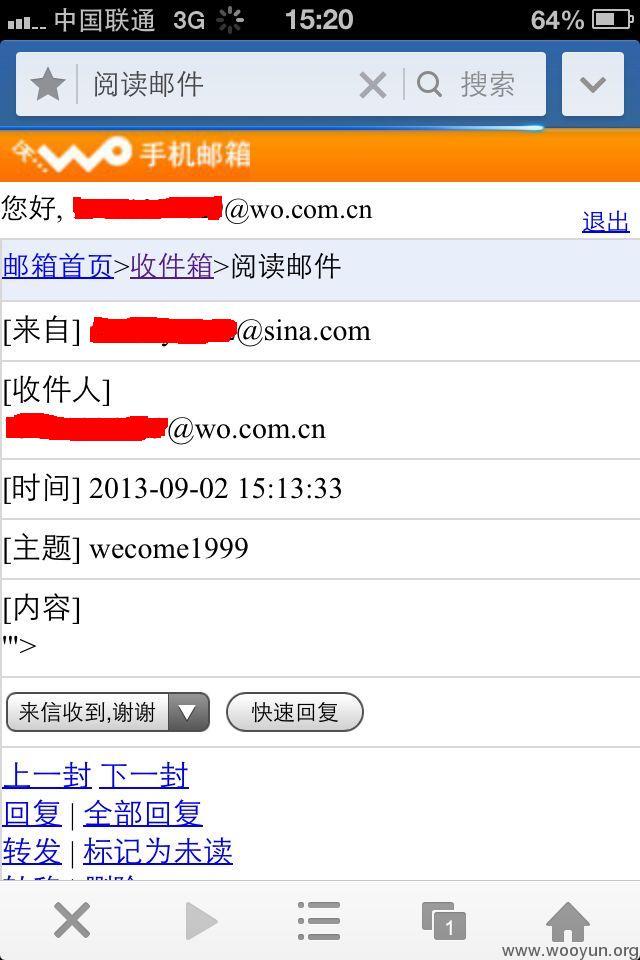 中国联通 3G 15:20 64%
阅读邮件 搜索
wo 手机邮箱
您好, @wo.com.cn
退出
邮箱首页>收件箱>阅读邮件
[来自] @sina.com
[收件人]
@wo.com.cn
[时间] 2013-09-02 15:13:33
[主题] wecome1999
[内容]
'">
来信收到,谢谢 快速回复
上一封 下一封
回复 | 全部回复
转发 | 标记为未读
1
www.wooyun.org